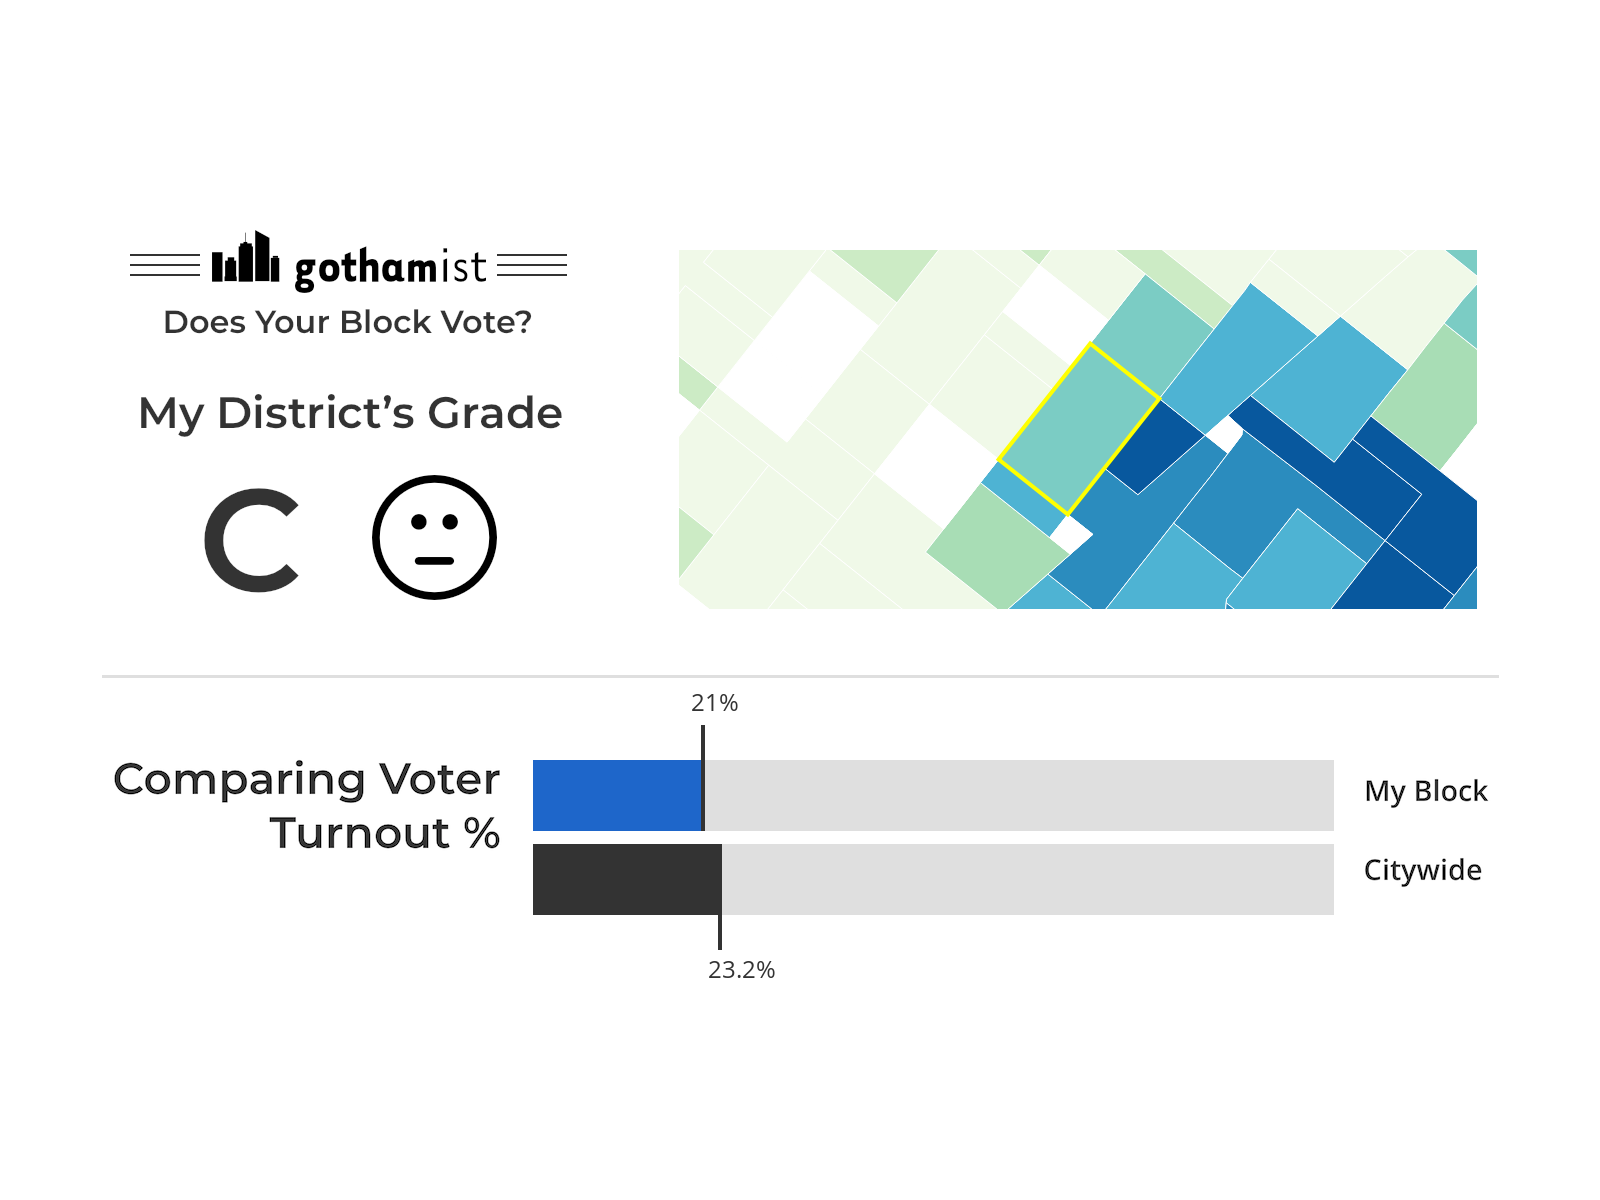 gothamist
Does Your Block Vote?
My District’s Grade
C
21%
Comparing Voter
Turnout %
My Block
Citywide
23.2%